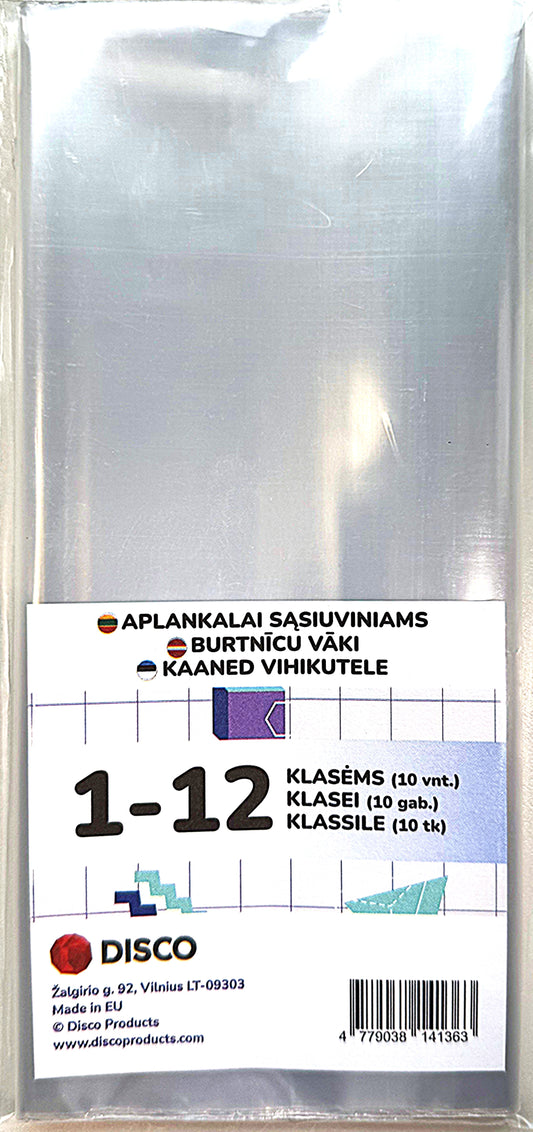 APLANKALAI SĄSIUVINIAMS
BURTNĪCU VĀKI
KAANED VIHIKUTELE
1-12
KLASĖMS (10 vnt.)
KLASEI (10 gab.)
KLASSILE (10 tk)
DISCO
Žalgirio g. 92, Vilnius LT-09303
Made in EU
© Disco Products
www.discoproducts.com
4 779038 141363